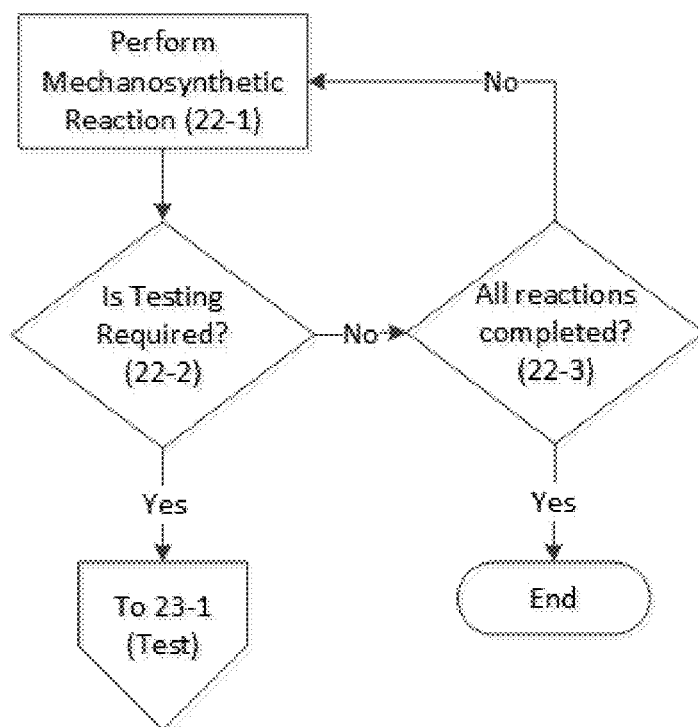 Perform
Mechanosynthetic
Reaction (22-1)
No
Is Testing
Required?
(22-2)
No
All reactions
completed?
(22-3)
Yes
Yes
To 23-1
(Test)
End